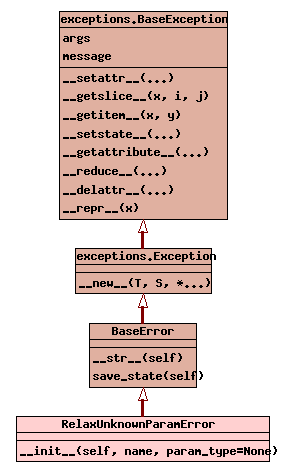 exceptions.BaseException
args
message
__setattr__(...)
__getslice__(x, i, j)
__getitem__(x, y)
__setstate__(...)
__getattribute__(...)
__reduce__(...)
__delattr__(...)
__repr__(x)
exceptions.Exception
__new__(T, S, *...)
BaseError
__str__(self)
save_state(self)
RelaxUnknownParamError
__init__(self, name, param_type=None)